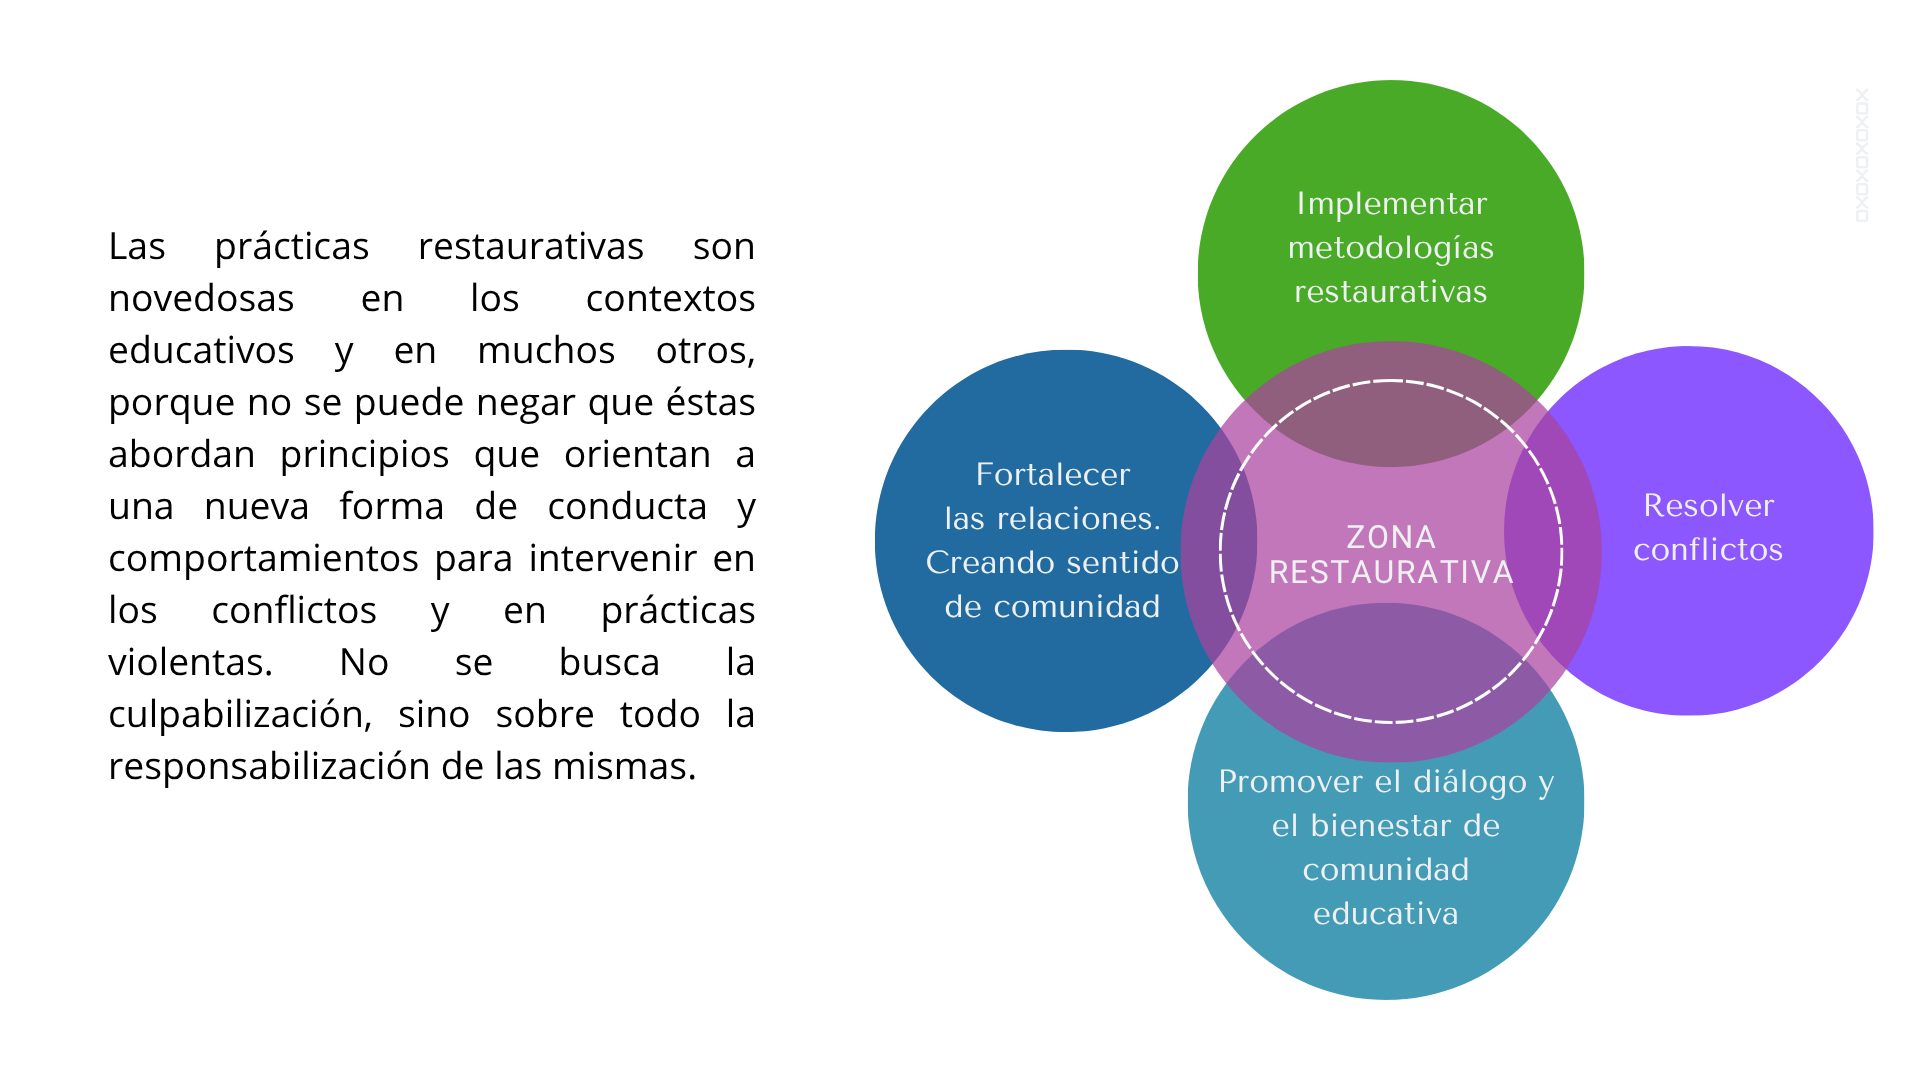 Las prácticas restaurativas son
novedosas en los contextos
educativos y en muchos otros,
porque no se puede negar que éstas
abordan principios que orientan a
una nueva forma de conducta y
comportamientos para intervenir en
los conflictos y en prácticas
violentas. No se busca la
culpabilización, sino sobre todo la
responsabilización de las mismas.
Implementar
metodologías
restaurativas
Fortalecer
las relaciones.
Creando sentido
de comunidad
ZONA
RESTAURATIVA
Resolver
conflictos
Promover el diálogo y
el bienestar de
comunidad
educativa
XOXOXOXOXO